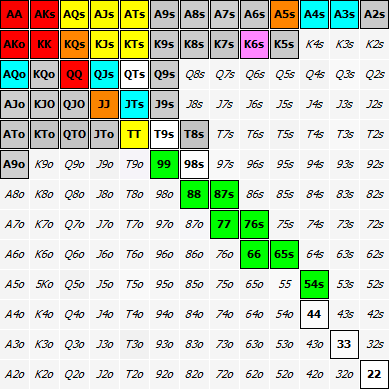 AA AKs AQs AJs ATs A9s A8s A7s A6s A5s A4s A3s A2s
AKo KK KQs KJs KTs K9s K8s K7s K6s K5s K4s K3s K2s
AQo KQo QQ QJs QTs Q9s Q8s Q7s Q6s Q5s Q4s Q3s Q2s
AJo KJO QJO JJ JTs J9s J8s J7s J6s J5s J4s J3s J2s
ATo KTo QTO JTo TT T9s T8s T7s T6s T5s T4s T3s T2s
A9o K9o Q9o J9o T9o 99 98s 97s 96s 95s 94s 93s 92s
A8o K8o Q8o J8o T8o 98o 88 87s 86s 85s 84s 83s 82s
A7o K7o Q7o J7o T7o 97o 87o 77 76s 75s 74s 73s 72s
A6o K6o Q6o J6o T6o 96o 86o 76o 66 65s 64s 63s 62s
A5o 5Ko Q5o J5o T5o 95o 85o 75o 65o 55 54s 53s 52s
A4o K4o Q4o J4o T4o 94o 84o 74o 64o 54o 44 43s 42s
A3o K3o Q3o J3o T3o 93o 83o 73o 63o 53o 43o 33 32s
A2o K2o Q2o J2o T2o 92o 82o 72o 62o 52o 42o 32o 22